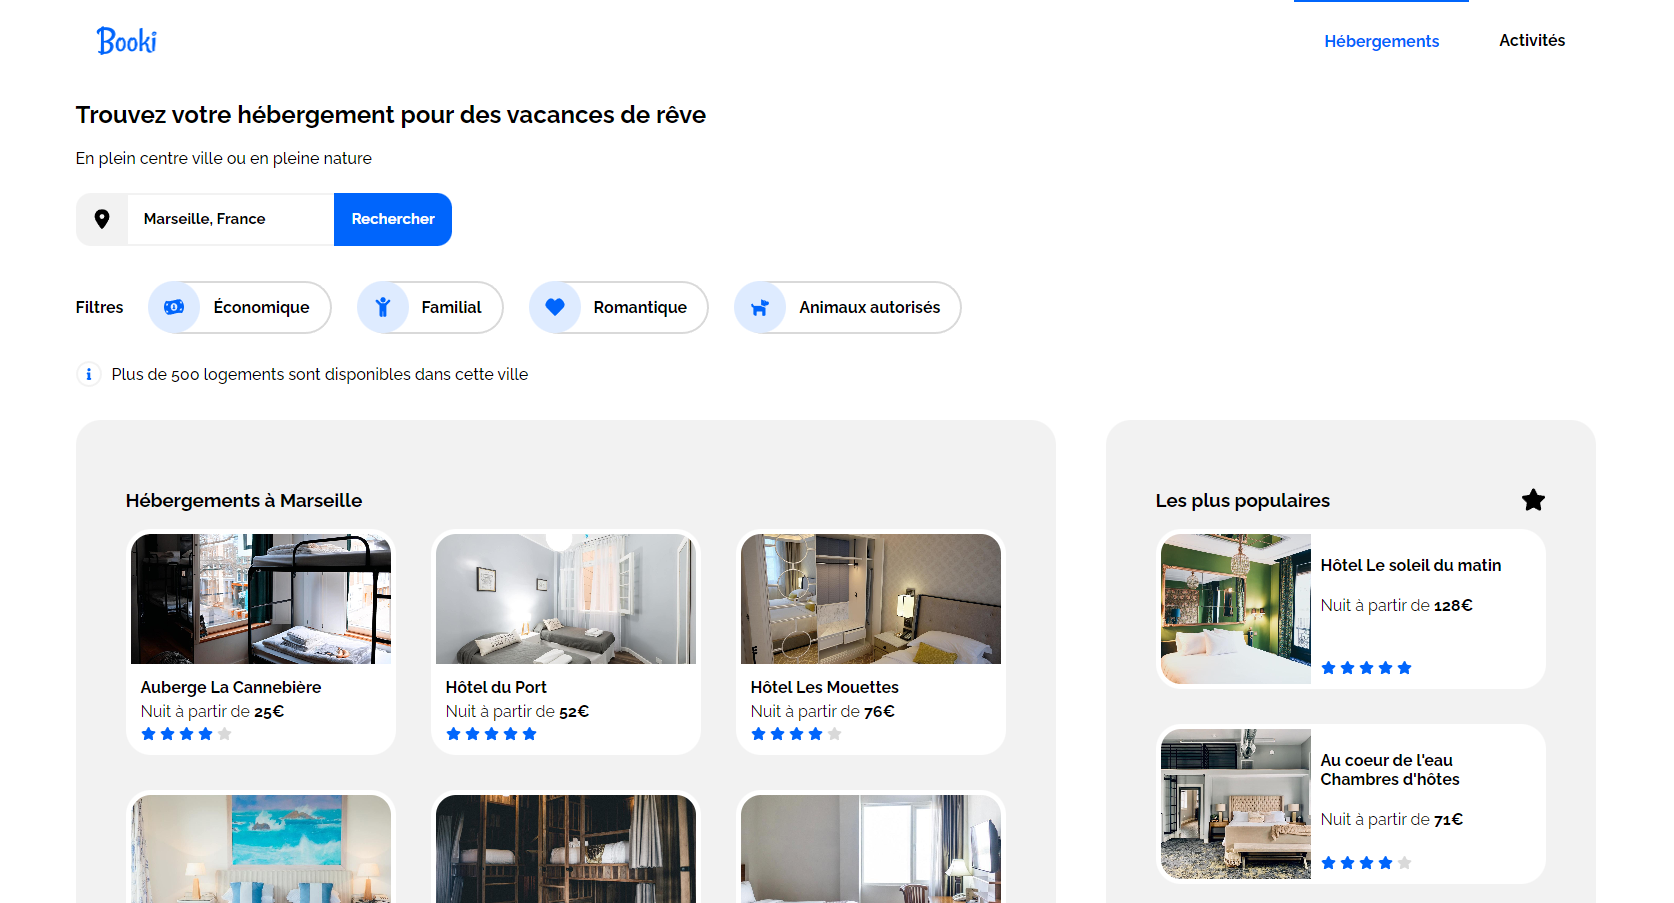 Booki
Hébergements
Activités
Trouvez votre hébergement pour des vacances de rêve
En plein centre ville ou en pleine nature
Marseille, France
Rechercher
Filtres
Économique
Familial
Romantique
Animaux autorisés
Plus de 500 logements sont disponibles dans cette ville
Hébergements à Marseille
Auberge La Cannebière
Nuit à partir de 25€
Hôtel du Port
Nuit à partir de 52€
Hôtel Les Mouettes
Nuit à partir de 76€
Les plus populaires
Hôtel Le soleil du matin
Nuit à partir de 128€
Au coeur de l'eau
Chambres d'hôtes
Nuit à partir de 71€